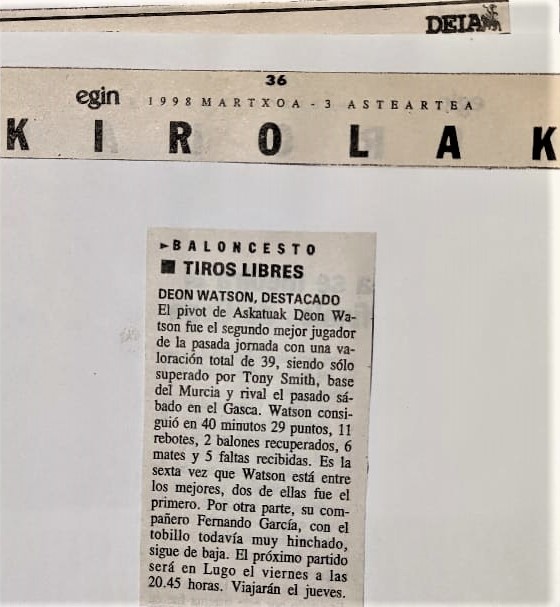 DEIA
36
egin 1998 MARTXOA - 3 ASTEARTEA
K I R O L A K
►BALONCESTO
■ TIROS LIBRES
DEON WATSON, DESTACADO
El pivot de Askatuak Deon Wa-
tson fue el segundo mejor jugador
de la pasada jornada con una va-
loración total de 39, siendo sólo
superado por Tony Smith, base
del Murcia y rival el pasado sá-
bado en el Gasca. Watson consi-
guió en 40 minutos 29 puntos, 11
rebotes, 2 balones recuperados, 6
mates y 5 faltas recibidas. Es la
sexta vez que Watson está entre
los mejores, dos de ellas fue el
primero. Por otra parte, su com-
pañero Fernando García, con el
tobillo todavía muy hinchado,
sigue de baja. El próximo partido
será en Lugo el viernes a las
20.45 horas. Viajarán el jueves.